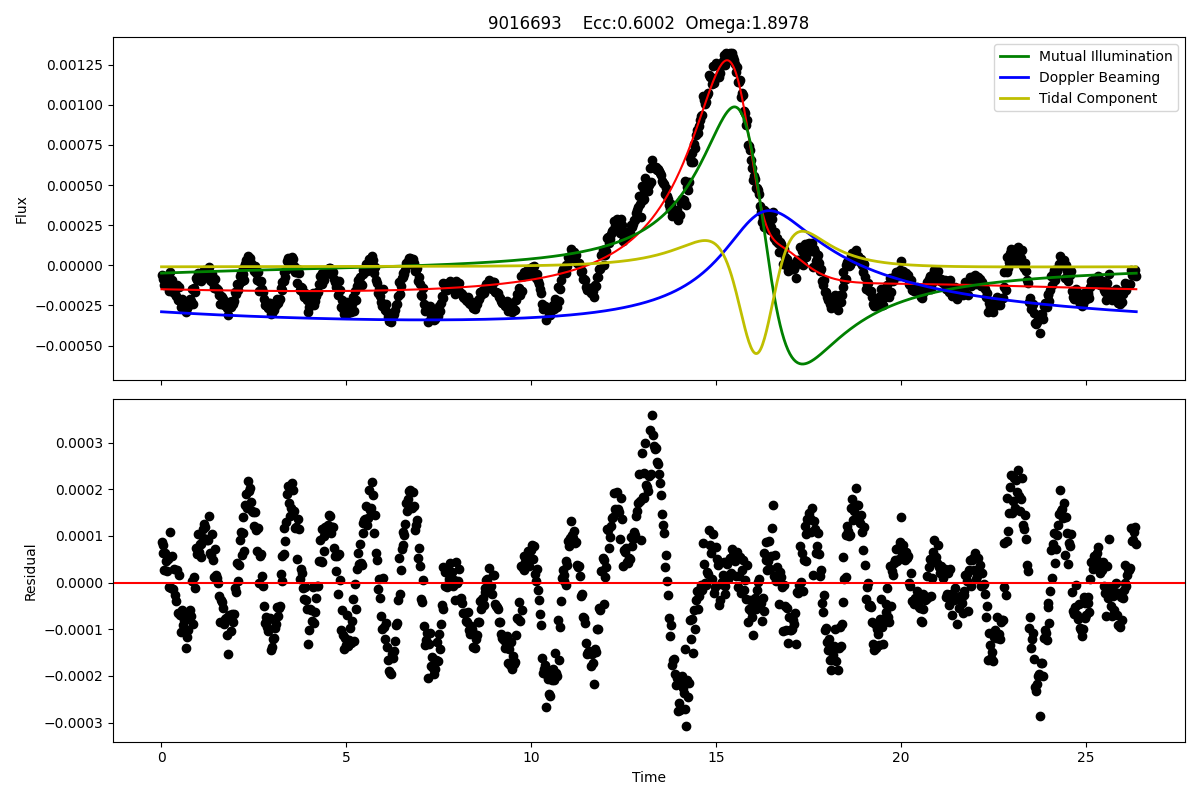 9016693    Ecc:0.6002  Omega:1.8978
Mutual Illumination
Doppler Beaming
Tidal Component
0.00125
0.00100
0.00075
0.00050
0.00025
0.00000
−0.00025
−0.00050
Flux
0.0003
0.0002
0.0001
0.0000
−0.0001
−0.0002
−0.0003
Residual
0 5 10 15 20 25
Time